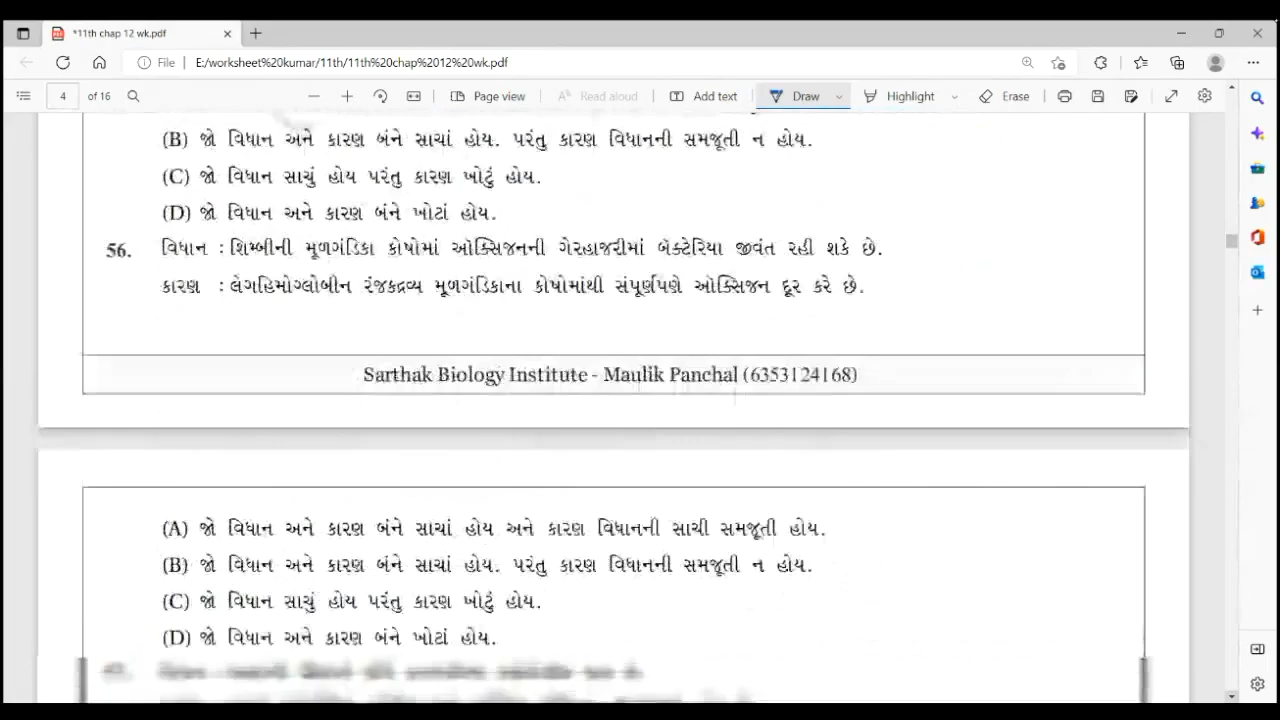 *11th chap 12 wk.pdf
File | E:/worksheet%20kumar/11th/11th%20chap%2012%20wk.pdf
4 of 16 Page view Read aloud Add text Draw Highlight Erase
(B) જો વિધાન અને કારણ બંને સાચાં હોય. પરંતુ કારણ વિધાનની સમજૂતી ન હોય.
(C) જો વિધાન સાચું હોય પરંતુ કારણ ખોટું હોય.
(D) જો વિધાન અને કારણ બંને ખોટાં હોય.
56. વિધાન : શિમ્બીની મૂળગંડિકા કોષોમાં ઑક્સિજનની ગેરહાજરીમાં બૅક્ટેરિયા જીવંત રહી શકે છે.
કારણ : લેગહિમોગ્લોબીન રંજકદ્રવ્ય મૂળગંડિકાના કોષોમાંથી સંપૂર્ણપણે ઑક્સિજન દૂર કરે છે.
Sarthak Biology Institute - Maulik Panchal (6353124168)
(A) જો વિધાન અને કારણ બંને સાચાં હોય અને કારણ વિધાનની સાચી સમજૂતી હોય.
(B) જો વિધાન અને કારણ બંને સાચાં હોય. પરંતુ કારણ વિધાનની સમજૂતી ન હોય.
(C) જો વિધાન સાચું હોય પરંતુ કારણ ખોટું હોય.
(D) જો વિધાન અને કારણ બંને ખોટાં હોય.